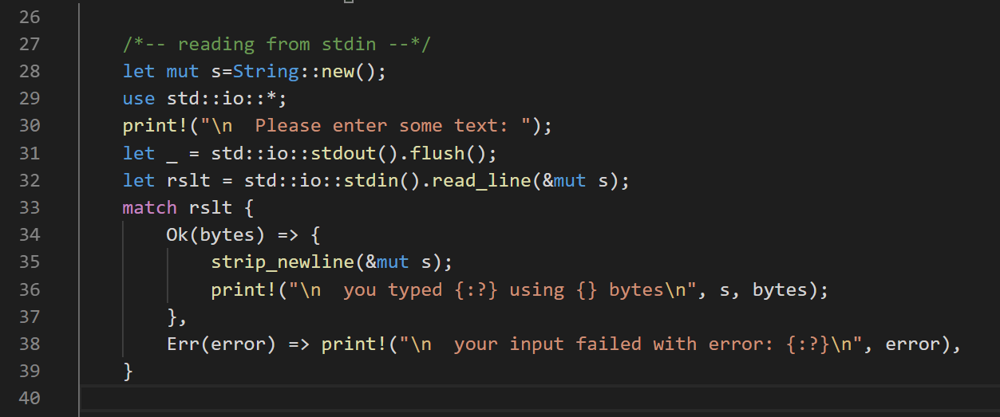 26
27 /*-- reading from stdin --*/
28 let mut s=String::new();
29 use std::io::*;
30 print!("\n  Please enter some text: ");
31 let _ = std::io::stdout().flush();
32 let rslt = std::io::stdin().read_line(&mut s);
33 match rslt {
34     Ok(bytes) => {
35         strip_newline(&mut s);
36         print!("\n  you typed {:?} using {} bytes\n", s, bytes);
37     },
38     Err(error) => print!("\n  your input failed with error: {:?}\n", error),
39 }
40